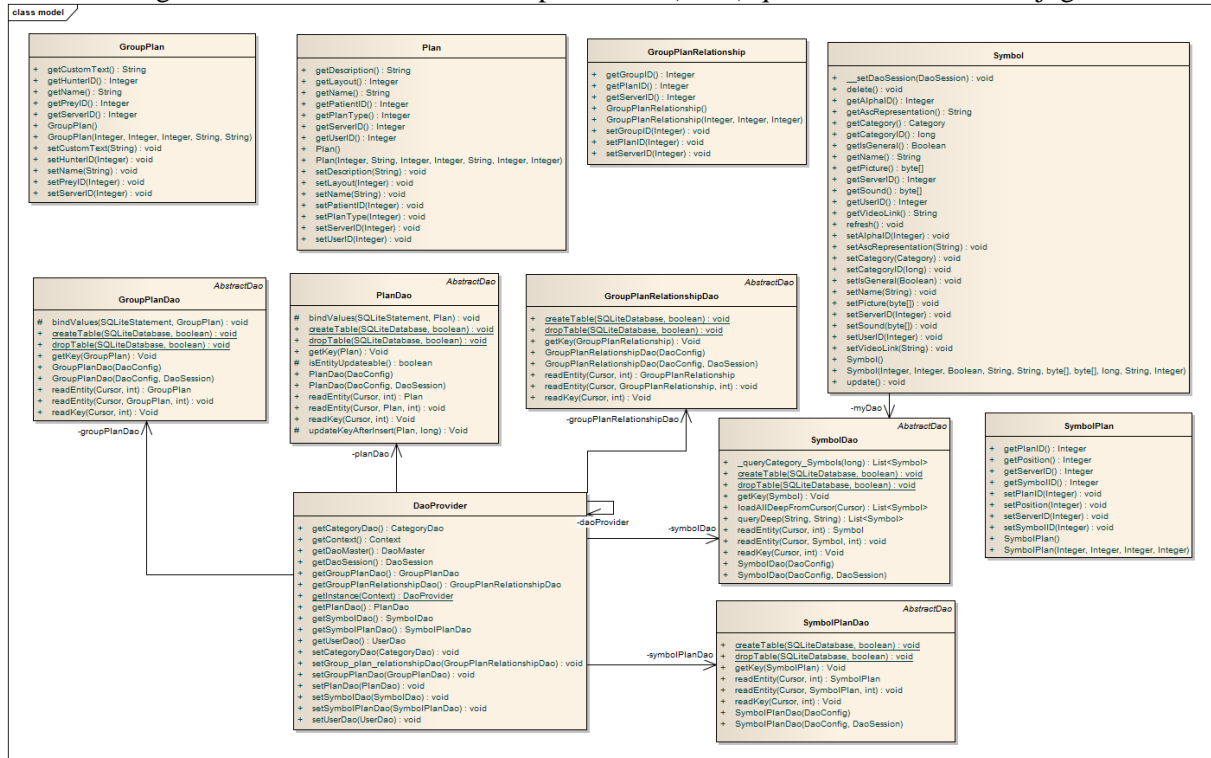 class model
GroupPlan
+ getCustomText() : String
+ getHunterID() : Integer
+ getName() : String
+ getPreyID() : Integer
+ getServerID() : Integer
+ GroupPlan()
+ GroupPlan(Integer, Integer, Integer, String, String)
+ setCustomText(String) : void
+ setHunterID(Integer) : void
+ setName(String) : void
+ setPreyID(Integer) : void
+ setServerID(Integer) : void
Plan
+ getDescription() : String
+ getLayout() : Integer
+ getName() : String
+ getPatientID() : Integer
+ getPlanType() : Integer
+ getServerID() : Integer
+ getUserID() : Integer
+ Plan()
+ Plan(Integer, String, Integer, Integer, String, Integer, Integer)
+ setDescription(String) : void
+ setLayout(Integer) : void
+ setName(String) : void
+ setPatientID(Integer) : void
+ setPlanType(Integer) : void
+ setServerID(Integer) : void
+ setUserID(Integer) : void
GroupPlanRelationship
+ getGroupID() : Integer
+ getPlanID() : Integer
+ getServerID() : Integer
+ GroupPlanRelationship()
+ GroupPlanRelationship(Integer, Integer, Integer)
+ setGroupID(Integer) : void
+ setPlanID(Integer) : void
+ setServerID(Integer) : void
Symbol
+ __setDaoSession(DaoSession) : void
+ delete() : void
+ getAlphaID() : Integer
+ getAscRepresentation() : String
+ getCategory() : Category
+ getCategoryID() : long
+ getIsGeneral() : Boolean
+ getName() : String
+ getPicture() : byte[]
+ getServerID() : Integer
+ getSound() : byte[]
+ getUserID() : Integer
+ getVideoLink() : String
+ refresh() : void
+ setAlphaID(Integer) : void
+ setAscRepresentation(String) : void
+ setCategory(Category) : void
+ setCategoryID(long) : void
+ setIsGeneral(Boolean) : void
+ setName(String) : void
+ setPicture(byte[]) : void
+ setServerID(Integer) : void
+ setSound(byte[]) : void
+ setUserID(Integer) : void
+ setVideoLink(String) : void
+ Symbol()
+ Symbol(Integer, Integer, Boolean, String, String, byte[], byte[], long, String, Integer)
+ update() : void
AbstractDao
GroupPlanDao
# bindValues(SQLiteStatement, GroupPlan) : void
+ createTable(SQLiteDatabase, boolean) : void
+ dropTable(SQLiteDatabase, boolean) : void
+ getKey(GroupPlan) : Void
+ GroupPlanDao(DaoConfig)
+ GroupPlanDao(DaoConfig, DaoSession)
+ readEntity(Cursor, int) : GroupPlan
+ readEntity(Cursor, GroupPlan, int) : void
+ readKey(Cursor, int) : Void
AbstractDao
PlanDao
# bindValues(SQLiteStatement, Plan) : void
+ createTable(SQLiteDatabase, boolean) : void
+ dropTable(SQLiteDatabase, boolean) : void
+ getKey(Plan) : Void
# isEntityUpdateable() : boolean
+ PlanDao(DaoConfig)
+ PlanDao(DaoConfig, DaoSession)
+ readEntity(Cursor, int) : Plan
+ readEntity(Cursor, Plan, int) : void
+ readKey(Cursor, int) : Void
# updateKeyAfterInsert(Plan, long) : Void
AbstractDao
GroupPlanRelationshipDao
+ createTable(SQLiteDatabase, boolean) : void
+ dropTable(SQLiteDatabase, boolean) : void
+ getKey(GroupPlanRelationship) : Void
+ GroupPlanRelationshipDao(DaoConfig)
+ GroupPlanRelationshipDao(DaoConfig, DaoSession)
+ readEntity(Cursor, int) : GroupPlanRelationship
+ readEntity(Cursor, GroupPlanRelationship, int) : void
+ readKey(Cursor, int) : Void
-groupPlanDao
-planDao
-groupPlanRelationshipDao
-myDao
AbstractDao
SymbolDao
+ _queryCategory_Symbols(long) : List<Symbol>
+ createTable(SQLiteDatabase, boolean) : void
+ dropTable(SQLiteDatabase, boolean) : void
+ getKey(Symbol) : Void
+ loadAllDeepFromCursor(Cursor) : List<Symbol>
+ queryDeep(String, String) : List<Symbol>
+ readEntity(Cursor, int) : Symbol
+ readEntity(Cursor, Symbol, int) : void
+ readKey(Cursor, int) : Void
+ SymbolDao(DaoConfig)
+ SymbolDao(DaoConfig, DaoSession)
SymbolPlan
+ getPlanID() : Integer
+ getPosition() : Integer
+ getServerID() : Integer
+ getSymbolID() : Integer
+ setPlanID(Integer) : void
+ setPosition(Integer) : void
+ setServerID(Integer) : void
+ setSymbolID(Integer) : void
+ SymbolPlan()
+ SymbolPlan(Integer, Integer, Integer, Integer)
DaoProvider
+ getCategoryDao() : CategoryDao
+ getContext() : Context
+ getDaoMaster() : DaoMaster
+ getDaoSession() : DaoSession
+ getGroupPlanDao() : GroupPlanDao
+ getGroupPlanRelationshipDao() : GroupPlanRelationshipDao
+ getInstance(Context) : DaoProvider
+ getPlanDao() : PlanDao
+ getSymbolDao() : SymbolDao
+ getSymbolPlanDao() : SymbolPlanDao
+ getUserDao() : UserDao
+ setCategoryDao(CategoryDao) : void
+ setGroup_plan_relationshipDao(GroupPlanRelationshipDao) : void
+ setGroupPlanDao(GroupPlanDao) : void
+ setPlanDao(PlanDao) : void
+ setSymbolDao(SymbolDao) : void
+ setSymbolPlanDao(SymbolPlanDao) : void
+ setUserDao(UserDao) : void
-daoProvider
-symbolDao
-symbolPlanDao
AbstractDao
SymbolPlanDao
+ createTable(SQLiteDatabase, boolean) : void
+ dropTable(SQLiteDatabase, boolean) : void
+ getKey(SymbolPlan) : Void
+ readEntity(Cursor, int) : SymbolPlan
+ readEntity(Cursor, SymbolPlan, int) : void
+ readKey(Cursor, int) : Void
+ SymbolPlanDao(DaoConfig)
+ SymbolPlanDao(DaoConfig, DaoSession)